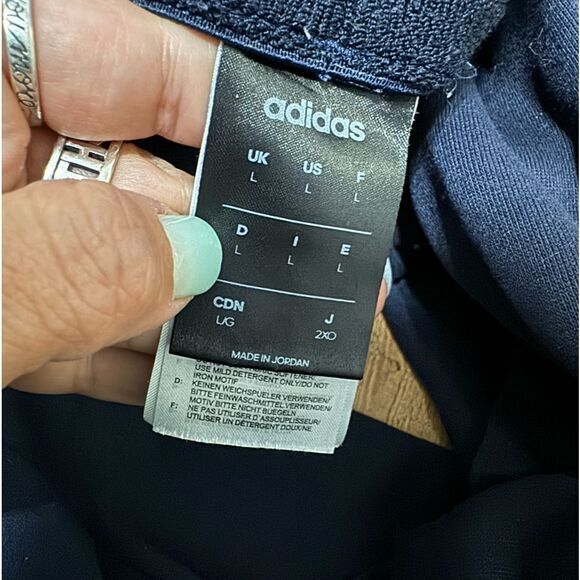 adidas
UK US F
L L L
D I E
L L L
CDN J
L/G 2XO
MADE IN JORDAN
USE MILD DETERGENT ONLY/DO NOT
IRON MOTIF
D: KEINEN WEICHSPUELER VERWENDEN/
BITTE FEINWASCHMITTEL VERWENDEN/
MOTIV BITTE NICHT BUEGELN
F: NE PAS UTILISER D'ASSOUPLISSEUR/
UTILISER UN DÉTERGENT DOUX/NE